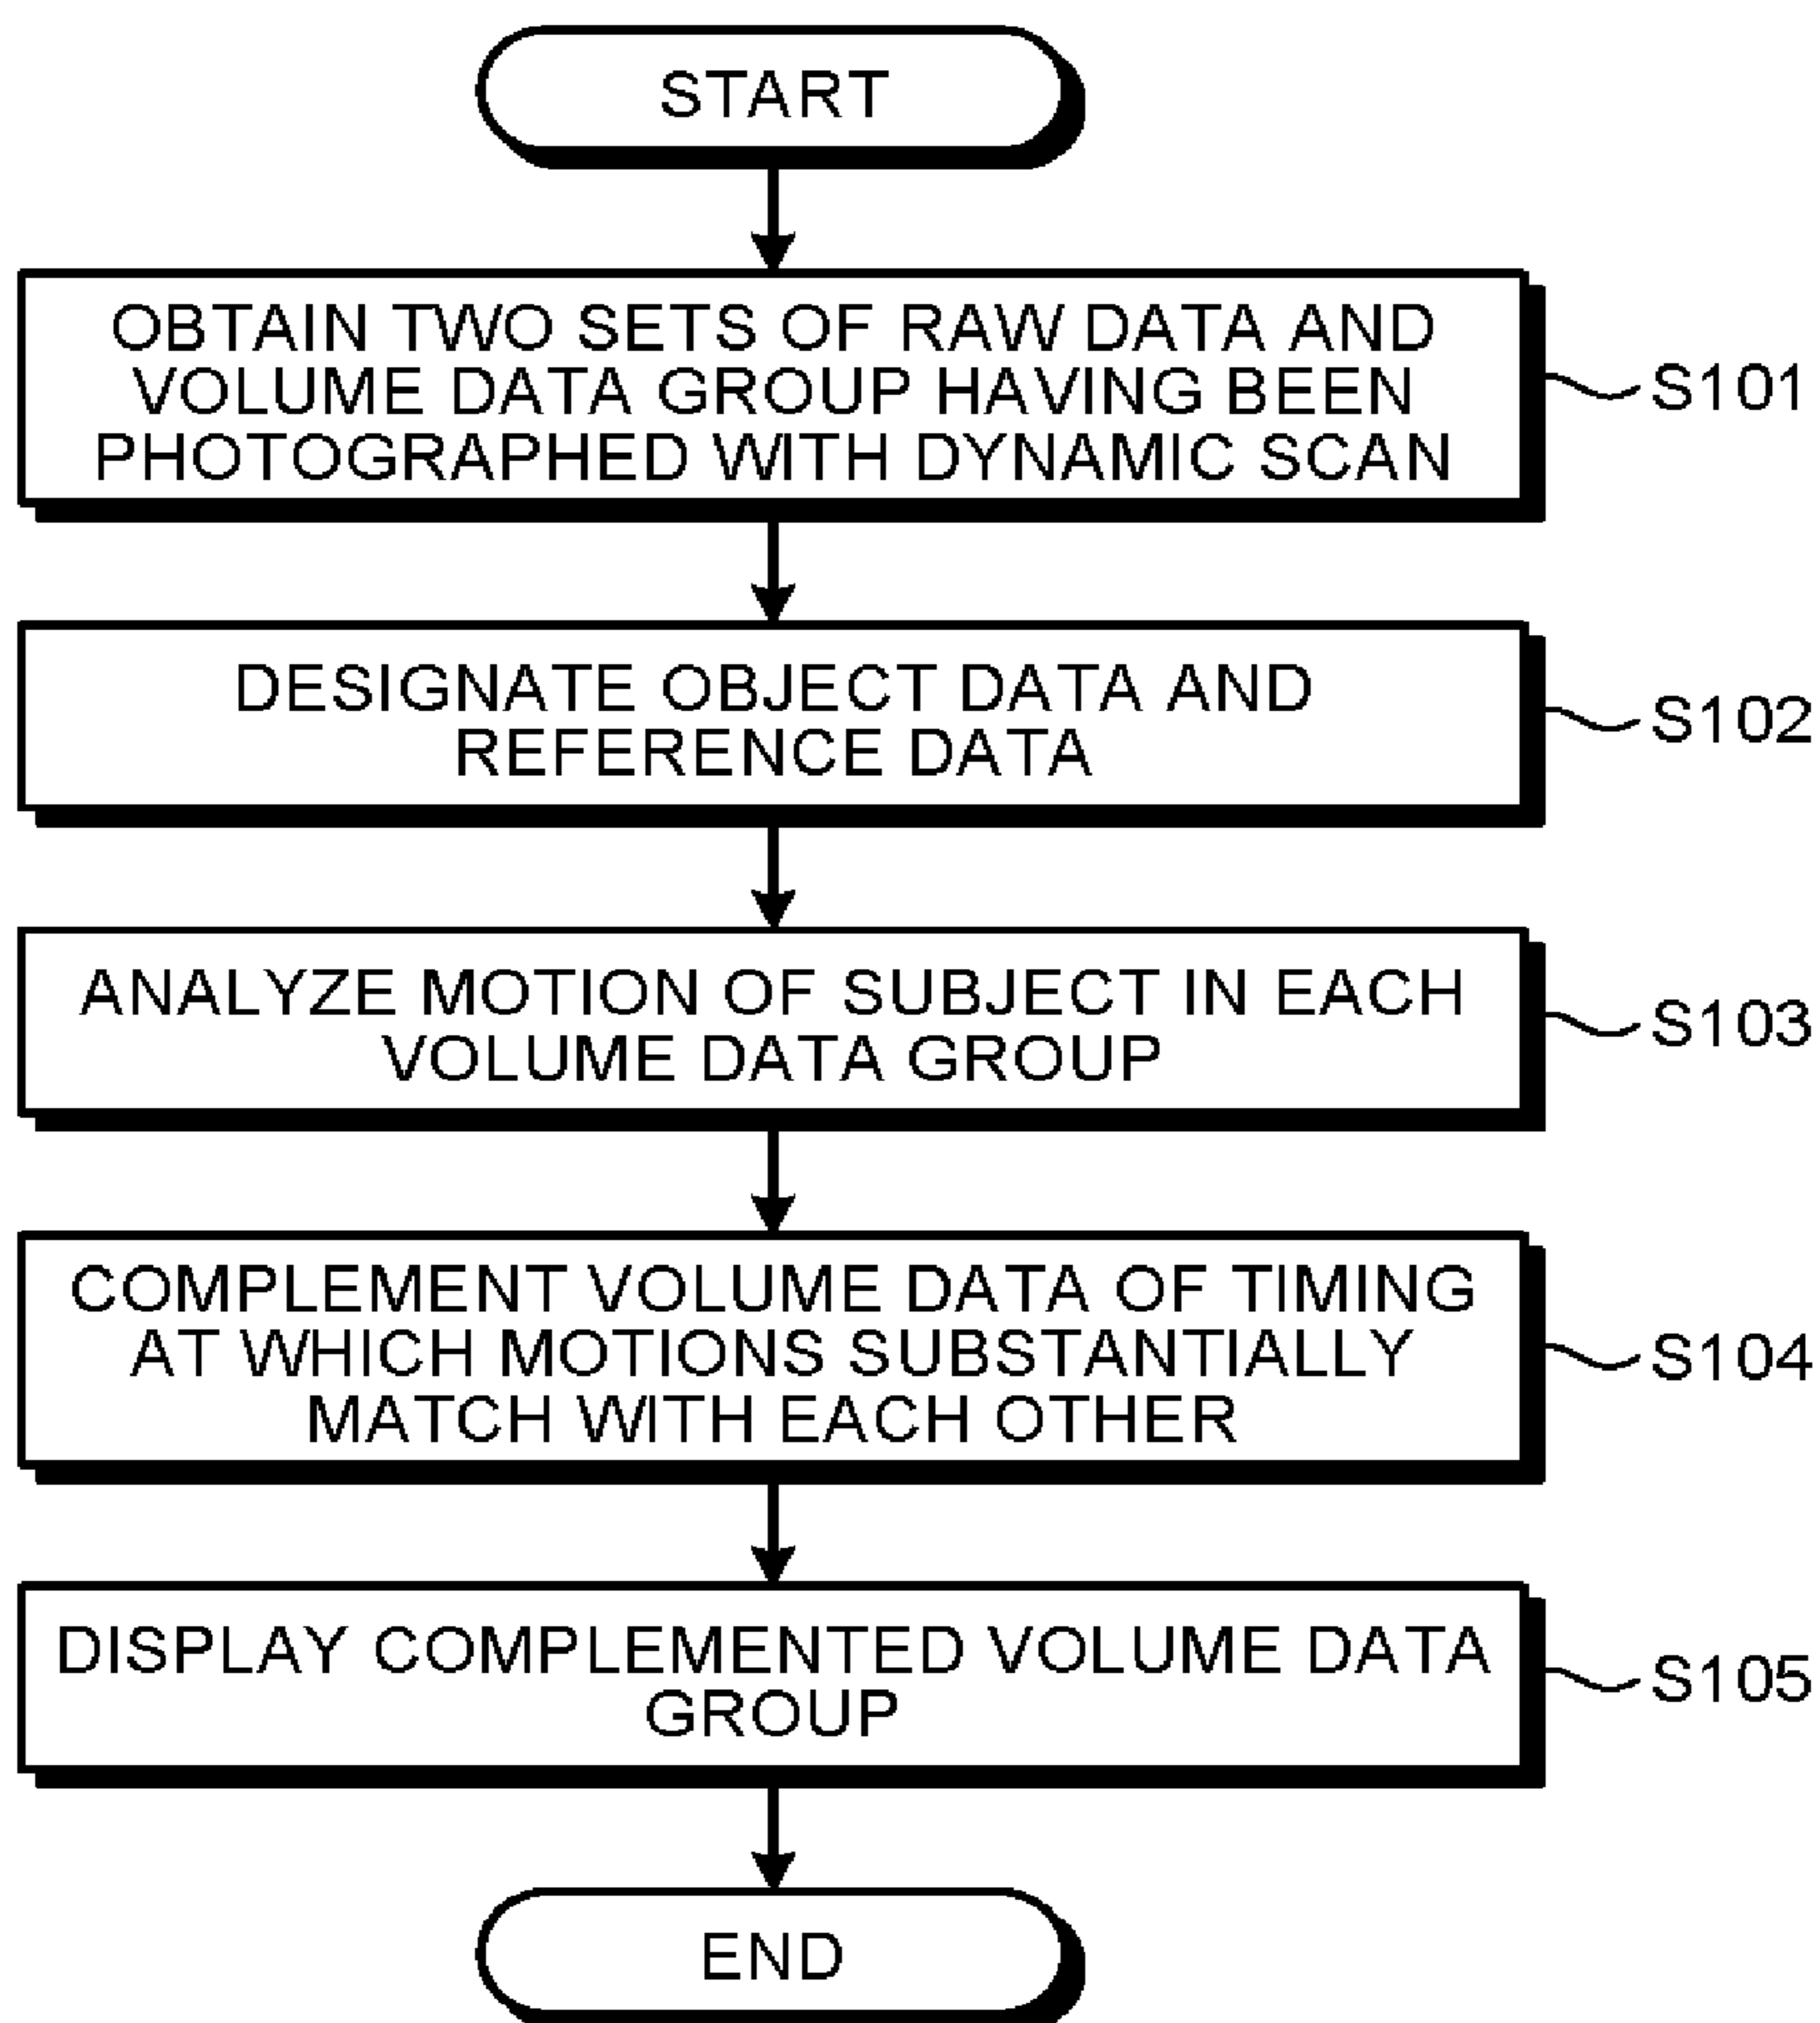 START
OBTAIN TWO SETS OF RAW DATA AND
VOLUME DATA GROUP HAVING BEEN
PHOTOGRAPHED WITH DYNAMIC SCAN
S101
DESIGNATE OBJECT DATA AND
REFERENCE DATA
S102
ANALYZE MOTION OF SUBJECT IN EACH
VOLUME DATA GROUP
S103
COMPLEMENT VOLUME DATA OF TIMING
AT WHICH MOTIONS SUBSTANTIALLY
MATCH WITH EACH OTHER
S104
DISPLAY COMPLEMENTED VOLUME DATA
GROUP
S105
END